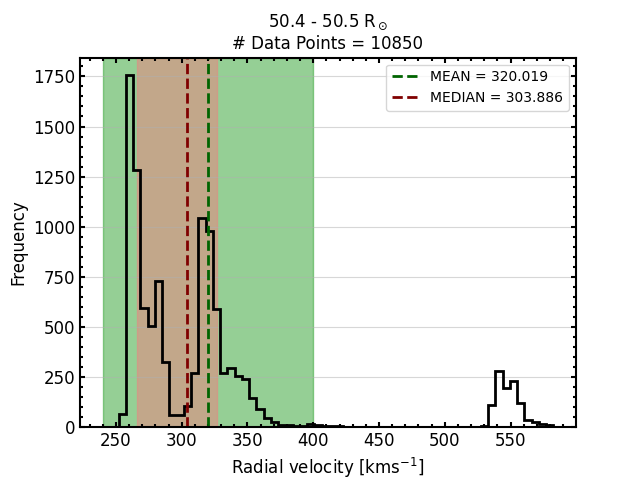 50.4 - 50.5 R⊙
# Data Points = 10850
MEAN = 320.019
MEDIAN = 303.886
Frequency
1750
1500
1250
1000
750
500
250
0
250 300 350 400 450 500 550
Radial velocity [kms⁻¹]